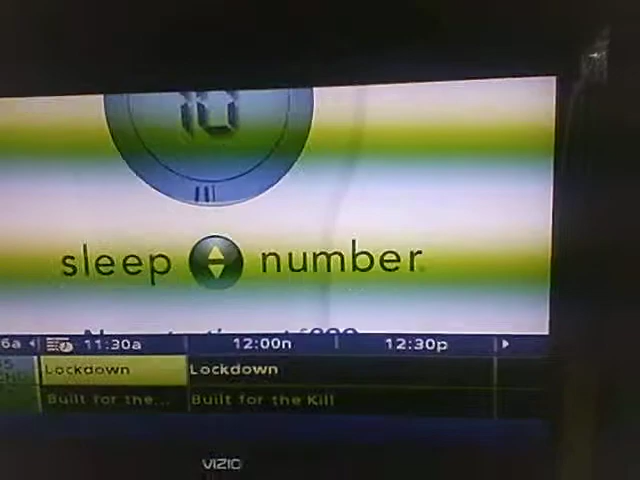 10
sleep number
6a 11:30a 12:00n 12:30p
Lockdown Lockdown
Built for the... Built for the Kill
VIZIO